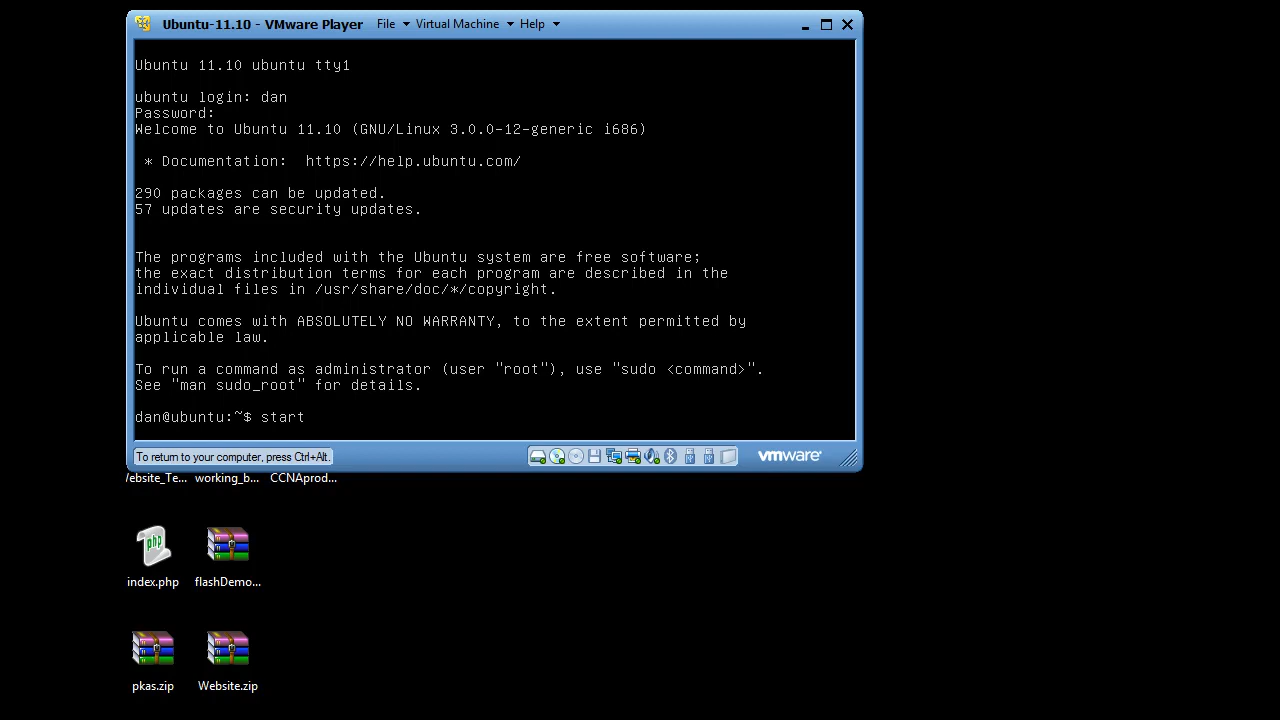 Ubuntu-11.10 - VMware Player File Virtual Machine Help
Ubuntu 11.10 ubuntu tty1
ubuntu login: dan
Password:
Welcome to Ubuntu 11.10 (GNU/Linux 3.0.0-12-generic i686)
* Documentation: https://help.ubuntu.com/
290 packages can be updated.
57 updates are security updates.
The programs included with the Ubuntu system are free software;
the exact distribution terms for each program are described in the
individual files in /usr/share/doc/*/copyright.
Ubuntu comes with ABSOLUTELY NO WARRANTY, to the extent permitted by
applicable law.
To run a command as administrator (user "root"), use "sudo <command>".
See "man sudo_root" for details.
dan@ubuntu:~$ start
To return to your computer, press Ctrl+Alt. vmware
ebsite_Te... working_b... CCNAprod...
php
index.php flashDemo...
pkas.zip Website.zip